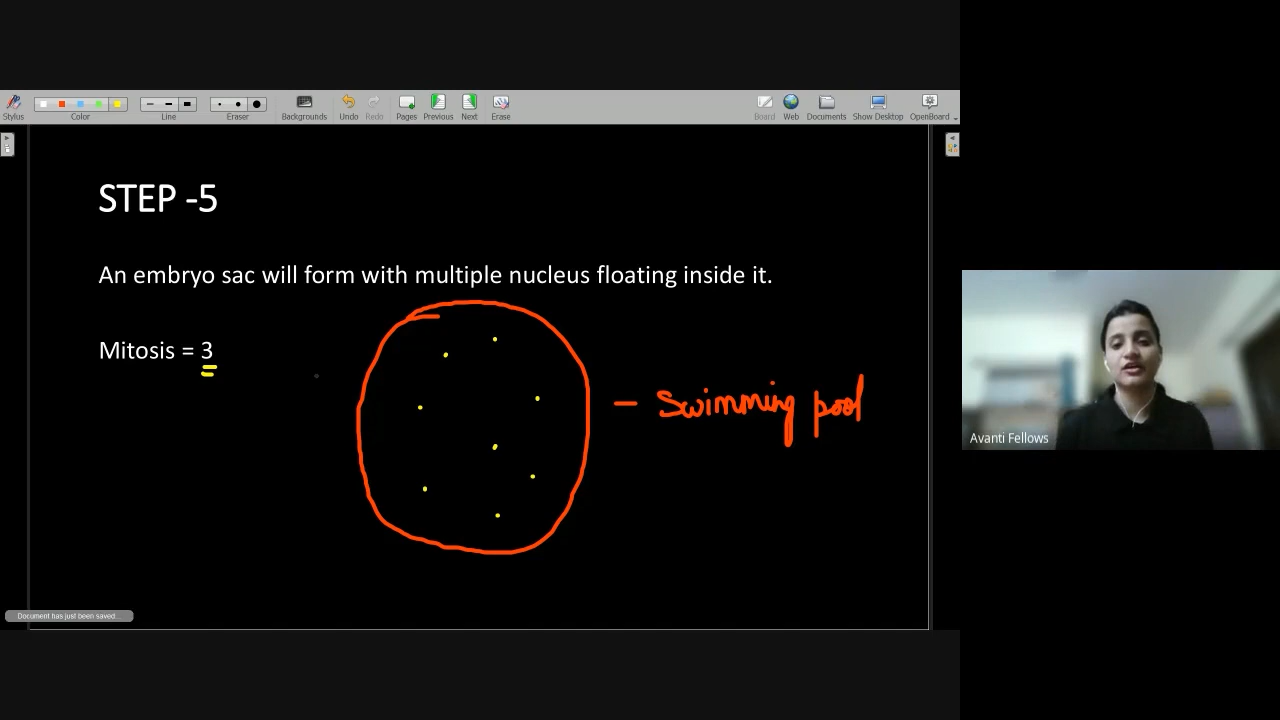 Stylus
Color
Line
Eraser
Backgrounds
Undo
Redo
Pages
Previous
Next
Erase
Board
Web
Documents
Show Desktop
OpenBoard
STEP -5
An embryo sac will form with multiple nucleus floating inside it.
Mitosis = 3
- Swimming pool
Avanti Fellows
Document has just been saved...